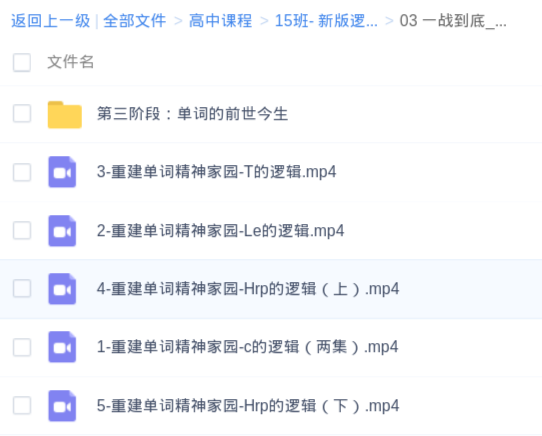 返回上一级 | 全部文件 > 高中课程 > 15班- 新版逻... > 03 一战到底_...
文件名
第三阶段：单词的前世今生
3-重建单词精神家园-T的逻辑.mp4
2-重建单词精神家园-Le的逻辑.mp4
4-重建单词精神家园-Hrp的逻辑（上）.mp4
1-重建单词精神家园-c的逻辑（两集）.mp4
5-重建单词精神家园-Hrp的逻辑（下）.mp4